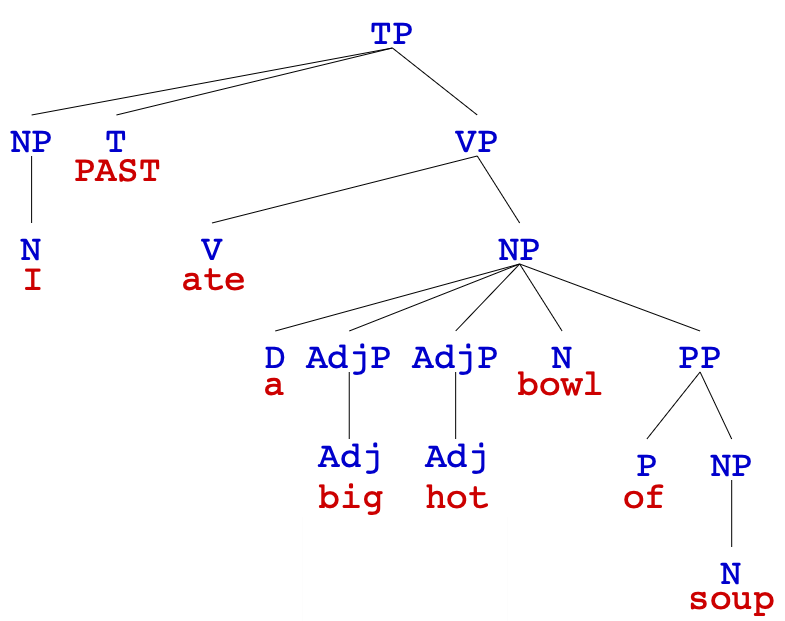 TP
NP T VP
PAST
N V NP
I ate
D AdjP AdjP N PP
a bowl
Adj Adj P NP
big hot of
N
soup